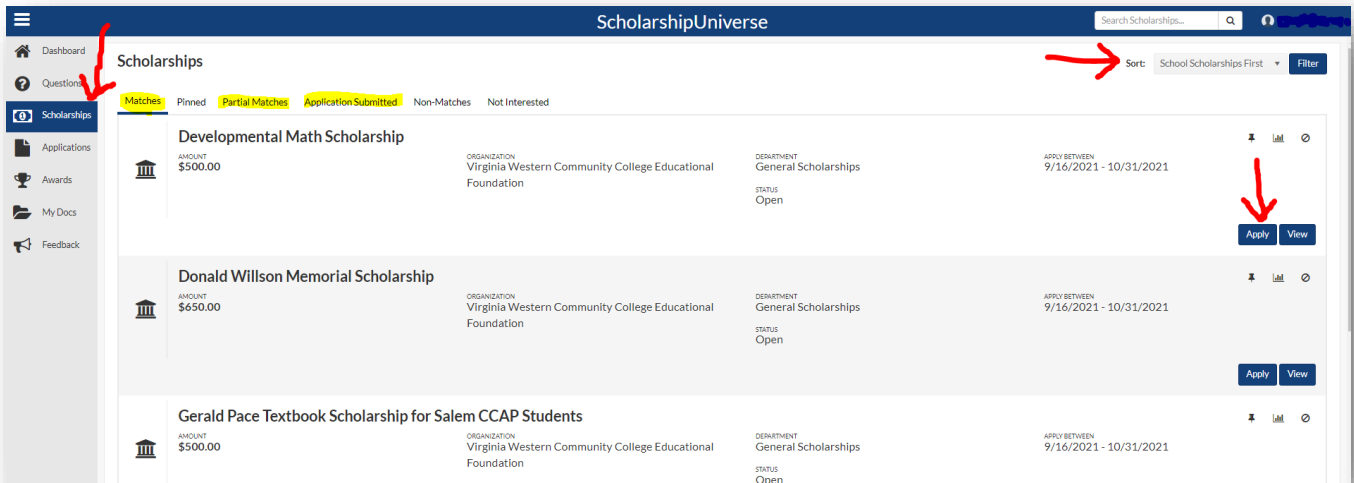 ScholarshipUniverse
Search Scholarships...
Dashboard
Questions
Scholarships
Applications
Awards
My Docs
Feedback
Scholarships
Sort: School Scholarships First Filter
Matches Pinned Partial Matches Application Submitted Non-Matches Not Interested
Developmental Math Scholarship
AMOUNT ORGANIZATION DEPARTMENT APPLY BETWEEN
$500.00 Virginia Western Community College Educational General Scholarships 9/16/2021 - 10/31/2021
Foundation
STATUS
Open
Apply View
Donald Willson Memorial Scholarship
AMOUNT ORGANIZATION DEPARTMENT APPLY BETWEEN
$650.00 Virginia Western Community College Educational General Scholarships 9/16/2021 - 10/31/2021
Foundation
STATUS
Open
Apply View
Gerald Pace Textbook Scholarship for Salem CCAP Students
AMOUNT ORGANIZATION DEPARTMENT APPLY BETWEEN
$500.00 Virginia Western Community College Educational General Scholarships 9/16/2021 - 10/31/2021
Foundation
STATUS
Open